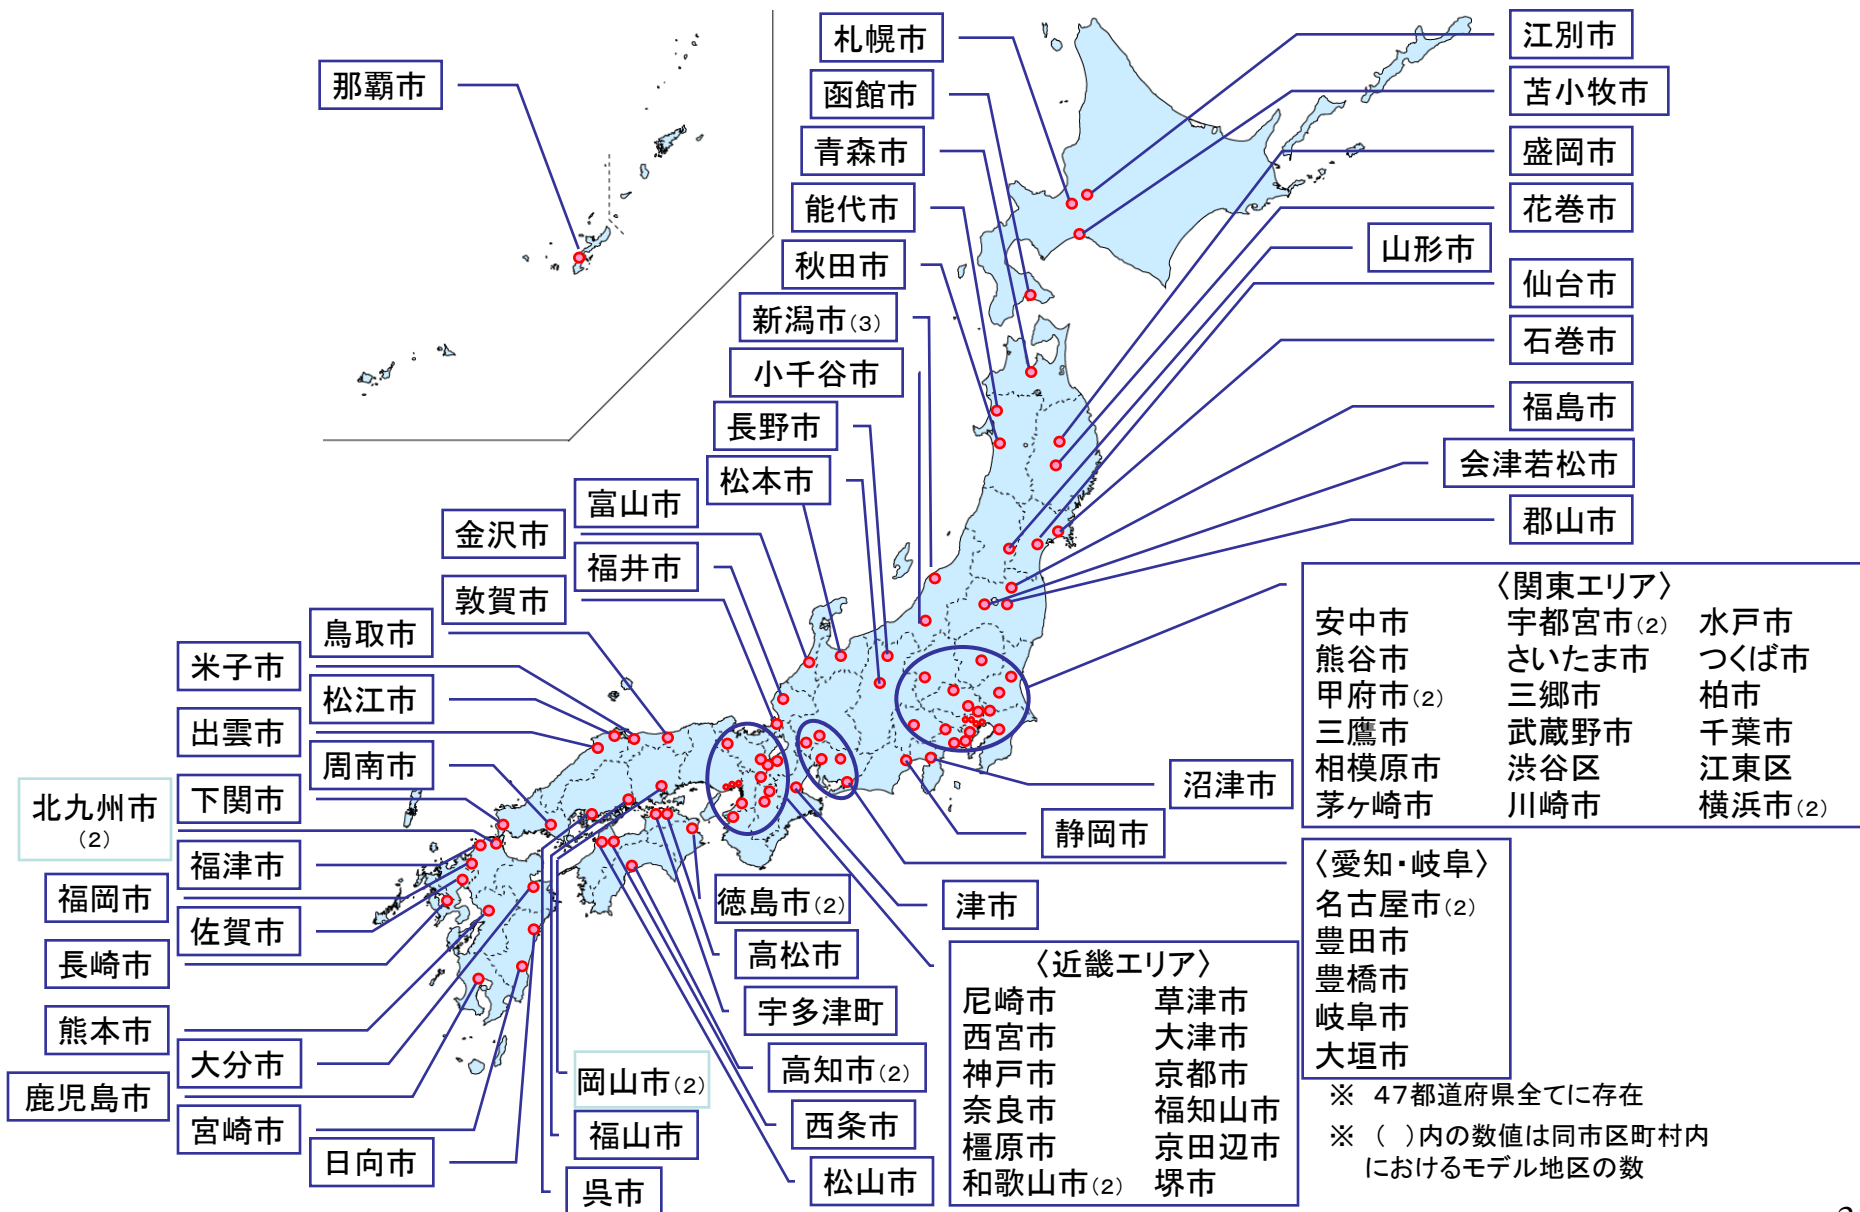 那覇市
札幌市
函館市
青森市
能代市
秋田市
新潟市(3)
小千谷市
長野市
松本市
富山市
金沢市
福井市
敦賀市
鳥取市
米子市
松江市
出雲市
周南市
下関市
北九州市
(2)
福津市
福岡市
佐賀市
長崎市
熊本市
大分市
鹿児島市
宮崎市
日向市
江別市
苫小牧市
盛岡市
花巻市
山形市
仙台市
石巻市
福島市
会津若松市
郡山市
〈関東エリア〉
安中市 宇都宮市(2) 水戸市
熊谷市 さいたま市 つくば市
甲府市(2) 三郷市 柏市
三鷹市 武蔵野市 千葉市
相模原市 渋谷区 江東区
茅ヶ崎市 川崎市 横浜市(2)
沼津市
静岡市
〈愛知・岐阜〉
名古屋市(2)
豊田市
豊橋市
岐阜市
大垣市
津市
徳島市(2)
高松市
宇多津町
高知市(2)
西条市
松山市
岡山市(2)
福山市
呉市
〈近畿エリア〉
尼崎市 草津市
西宮市 大津市
神戸市 京都市
奈良市 福知山市
橿原市 京田辺市
和歌山市(2) 堺市
※ 47都道府県全てに存在
※ ( )内の数値は同市区町村内
におけるモデル地区の数